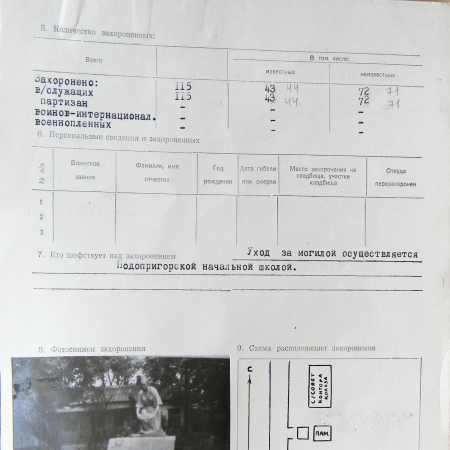 5. Количество захороненных:
Всего
В том числе:
известных
неизвестных
Захоронено: 115 43 44 72 71
в/служащих 115 43 44. 72 71
партизан – – –
воинов-интернационал. – – –
военнопленных – – –
6. Персональные сведения о захороненных
№ п/п Воинское звание Фамилия, имя отчество Год рождения Дата гибели или смерти Место захоронения на кладбище, участке кладбища Откуда перезахоронен
1
2
3
7. Кто шефствует над захоронением Уход за могилой осуществляется
Подопригорской начальной школой.
8. Фотоснимок захоронения 9. Схема расположения захоронения
С
С/СОВЕТ
КОНТОРА
КОЛХОЗА
ПАМ.